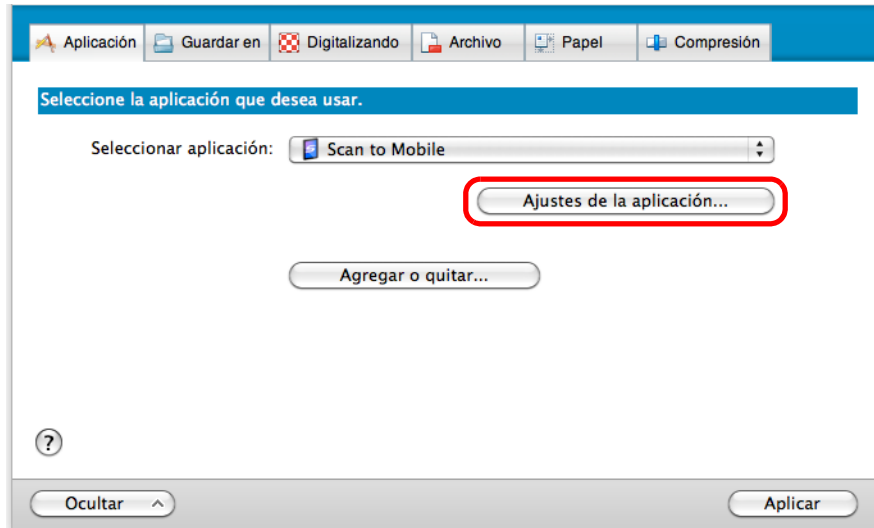 Aplicación Guardar en Digitalizando Archivo Papel Compresión
Seleccione la aplicación que desea usar.
Seleccionar aplicación: Scan to Mobile
Ajustes de la aplicación...
Agregar o quitar...
?
Ocultar Aplicar